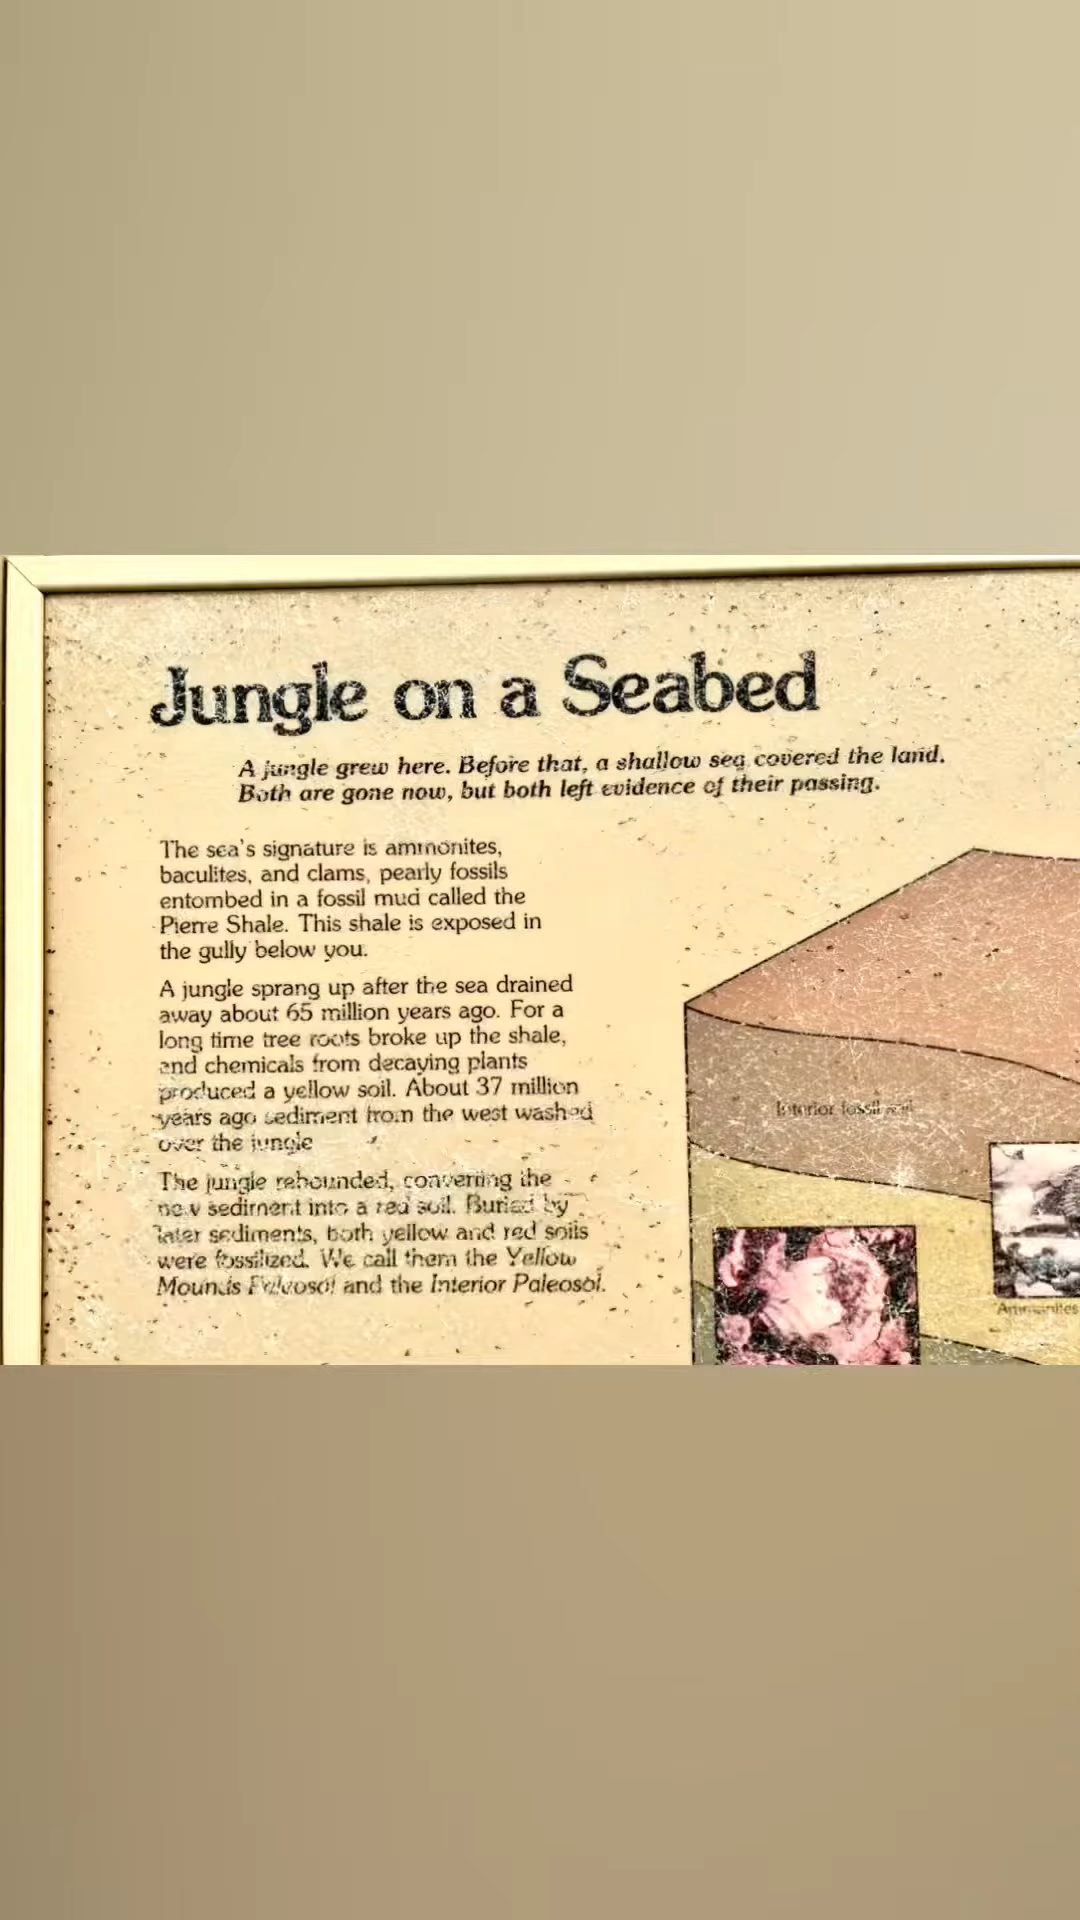 Jungle on a Seabed
A jungle grew here. Before that, a shallow sea covered the land.
Both are gone now, but both left evidence of their passing.
The sea's signature is ammonites,
baculites, and clams, pearly fossils
entombed in a fossil mud called the
Pierre Shale. This shale is exposed in
the gully below you.
A jungle sprang up after the sea drained
away about 65 million years ago. For a
long time tree roots broke up the shale,
and chemicals from decaying plants
produced a yellow soil. About 37 million
years ago sediment from the west washed
over the jungle
The jungle rebounded, converting the
new sediment into a red soil. Buried by
later sediments, both yellow and red soils
were fossilized. We call them the Yellow
Mounds Paleosol and the Interior Paleosol.
Interior fossil soil
Ammonites